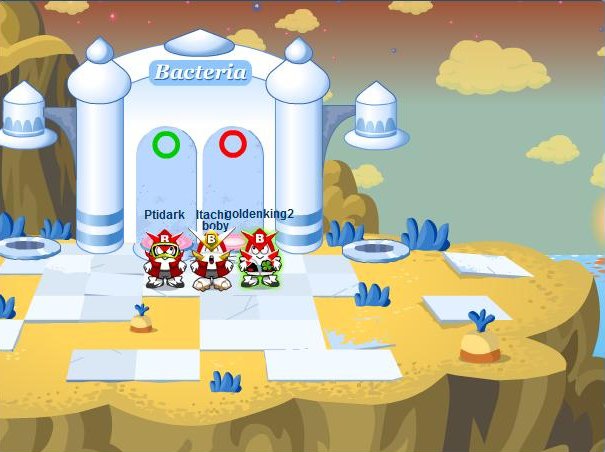 Bacteria
Ptidark
Itachi
goldenking2
boby
R
B
B